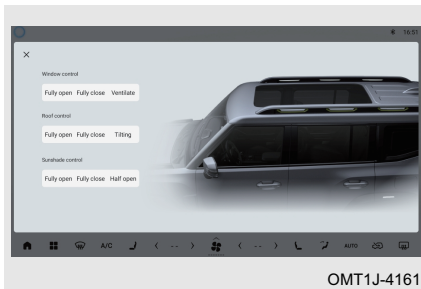 16:51
Window control
Fully open Fully close Ventilate
Roof control
Fully open Fully close Tilting
Sunshade control
Fully open Fully close Half open
A/C < -- > < -- > AUTO
OMT1J-4161